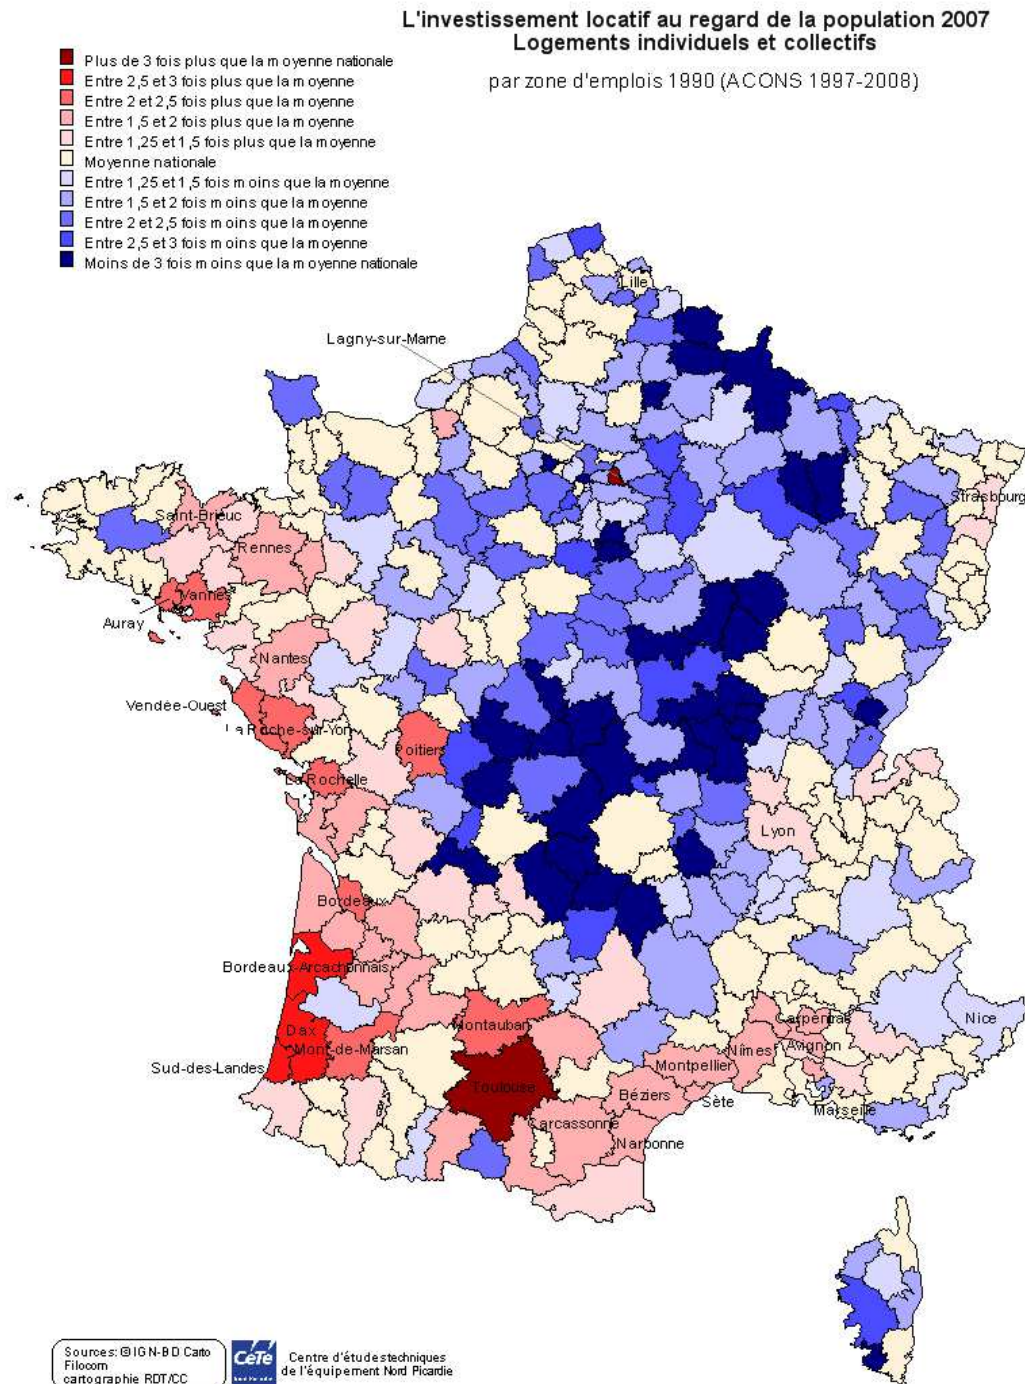 L'investissement locatif au regard de la population 2007
Logements individuels et collectifs
par zone d'emplois 1990 (ACONS 1997-2008)
Plus de 3 fois plus que la moyenne nationale
Entre 2,5 et 3 fois plus que la moyenne
Entre 2 et 2,5 fois plus que la moyenne
Entre 1,5 et 2 fois plus que la moyenne
Entre 1,25 et 1,5 fois plus que la moyenne
Moyenne nationale
Entre 1,25 et 1,5 fois moins que la moyenne
Entre 1,5 et 2 fois moins que la moyenne
Entre 2 et 2,5 fois moins que la moyenne
Entre 2,5 et 3 fois moins que la moyenne
Moins de 3 fois moins que la moyenne nationale
Lille
Lagny-sur-Marne
Strasbourg
Saint-Brieuc
Rennes
Vannes
Auray
Nantes
Vendée-Ouest
La Roche-sur-Yon
Poitiers
La Rochelle
Lyon
Bordeaux
Bordeaux-Arcachonnais
Dax
Montauban
Carpentras
Nice
Mont-de-Marsan
Avignon
Nîmes
Sud-des-Landes
Montpellier
Toulouse
Béziers
Sète
Marseille
Carcassonne
Narbonne
Sources: ©IGN-BD Carto
Filocom
cartographie RDT/CC
CeTe
Centre d'études techniques
de l'équipement Nord Picardie